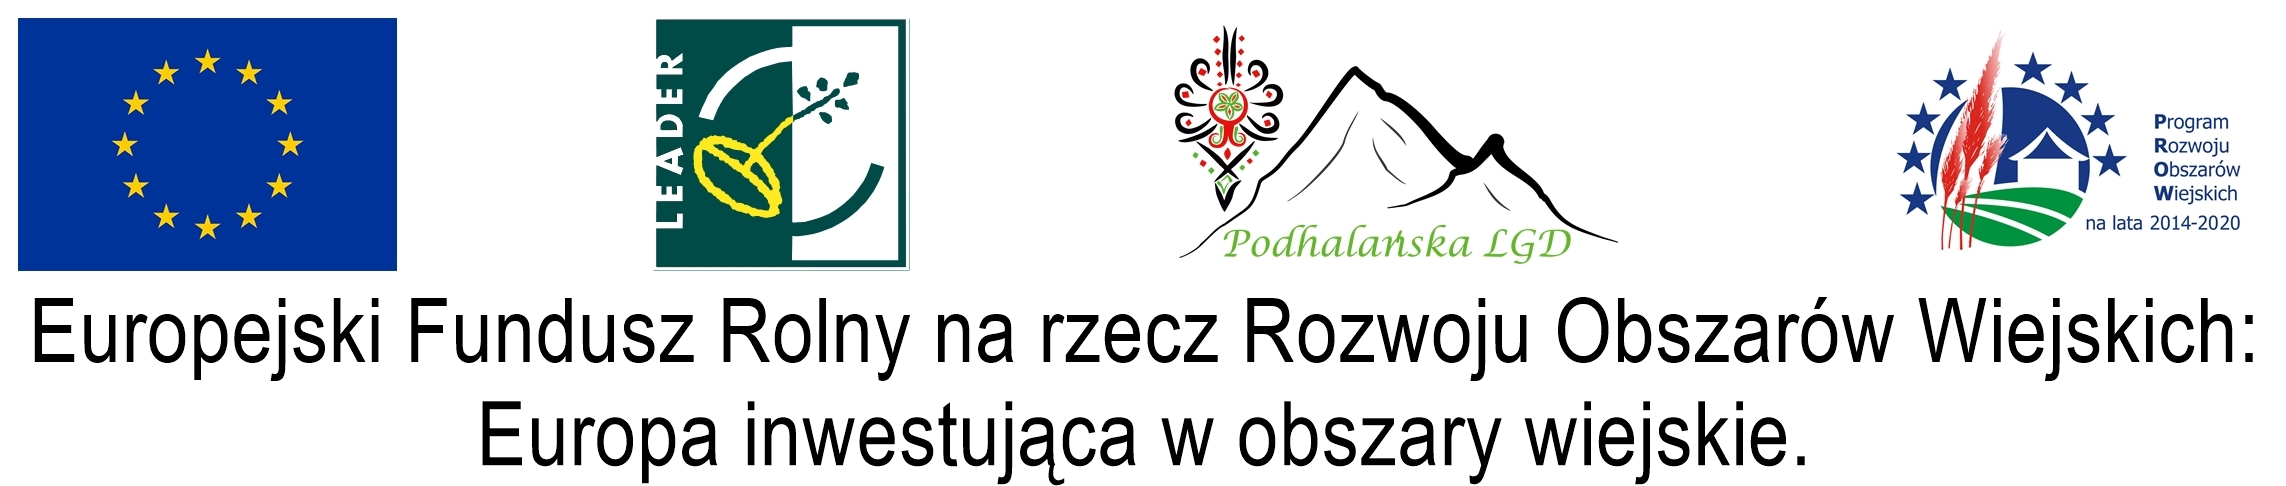 LEADER
Podhalańska LGD
Program
Rozwoju
Obszarów
Wiejskich
na lata 2014-2020
Europejski Fundusz Rolny na rzecz Rozwoju Obszarów Wiejskich:
Europa inwestująca w obszary wiejskie.